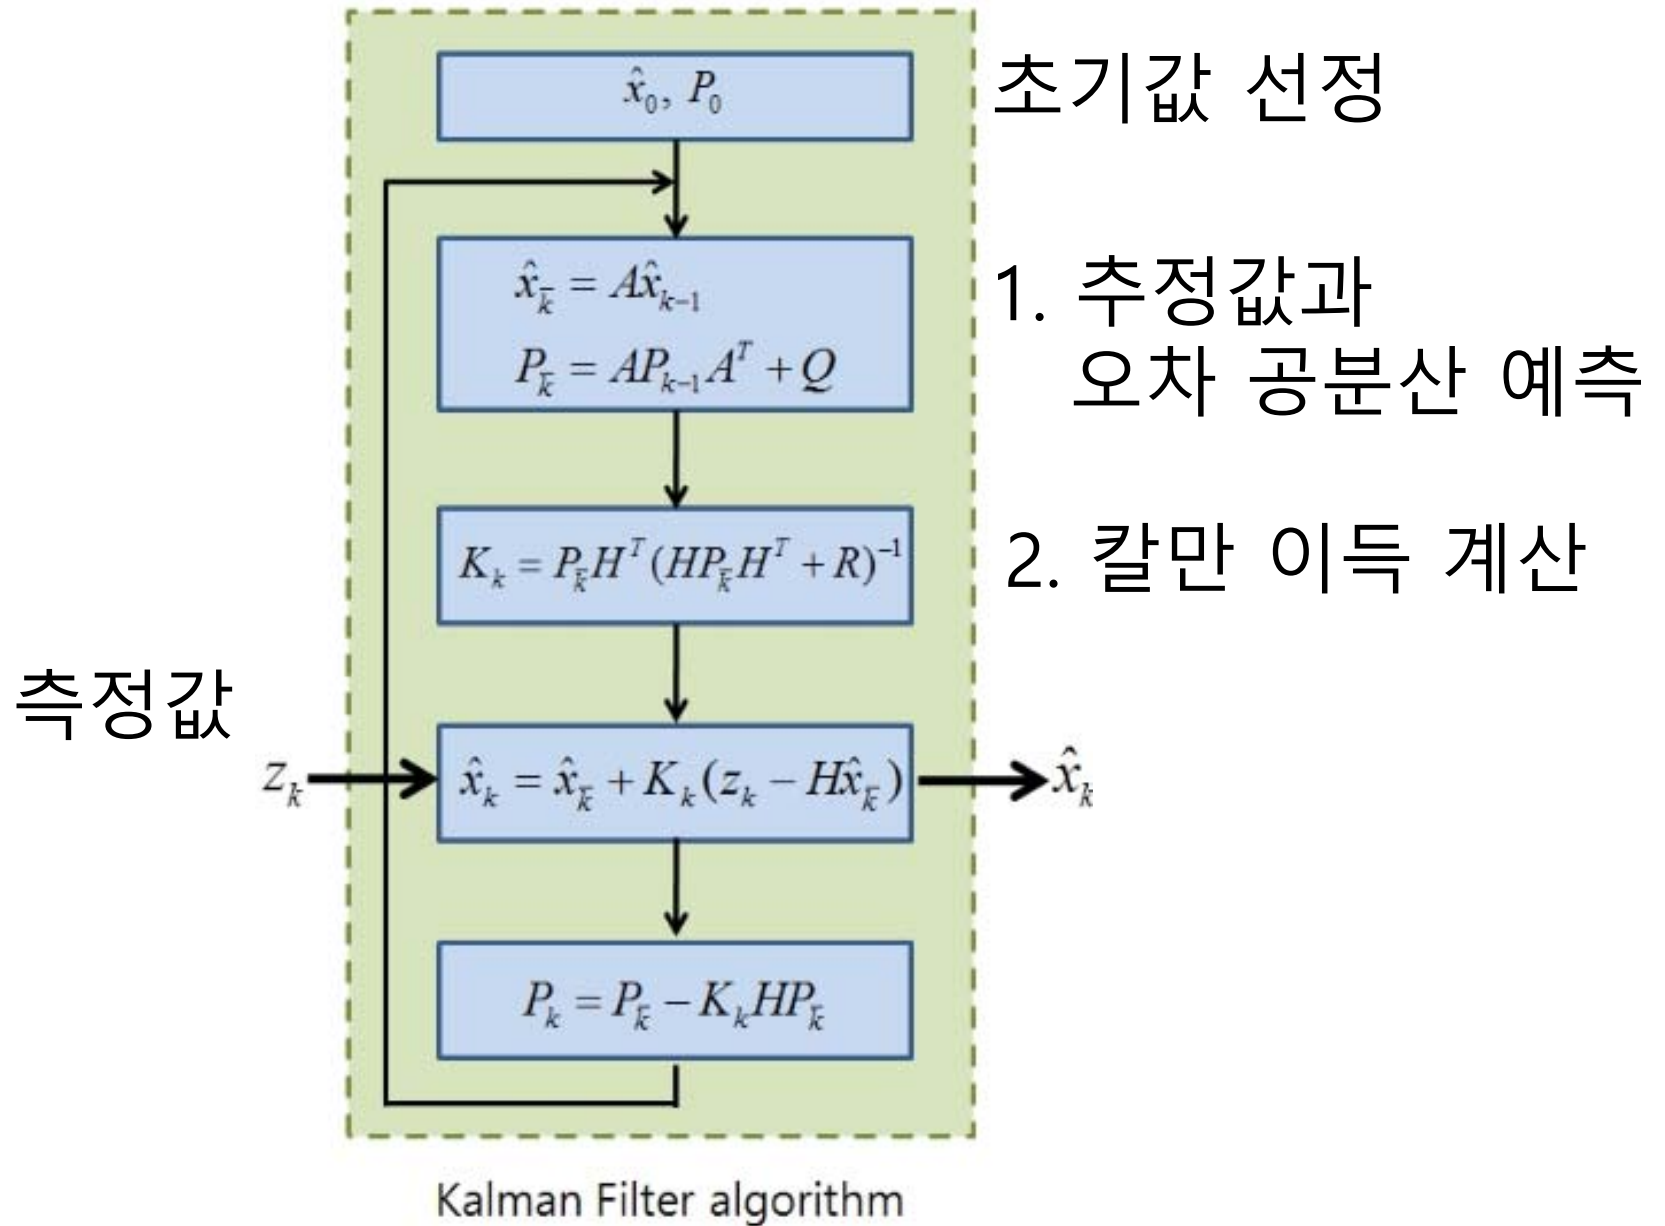 x̂₀, P₀
초기값 선정
x̂k̄ = Ax̂k−1
Pk̄ = APk−1Aᵀ + Q
1. 추정값과
오차 공분산 예측
Kk = Pk̄Hᵀ(HPk̄Hᵀ + R)⁻¹
2. 칼만 이득 계산
측정값
zk
x̂k = x̂k̄ + Kk(zk − Hx̂k̄)
x̂k
Pk = Pk̄ − KkHPk̄
Kalman Filter algorithm